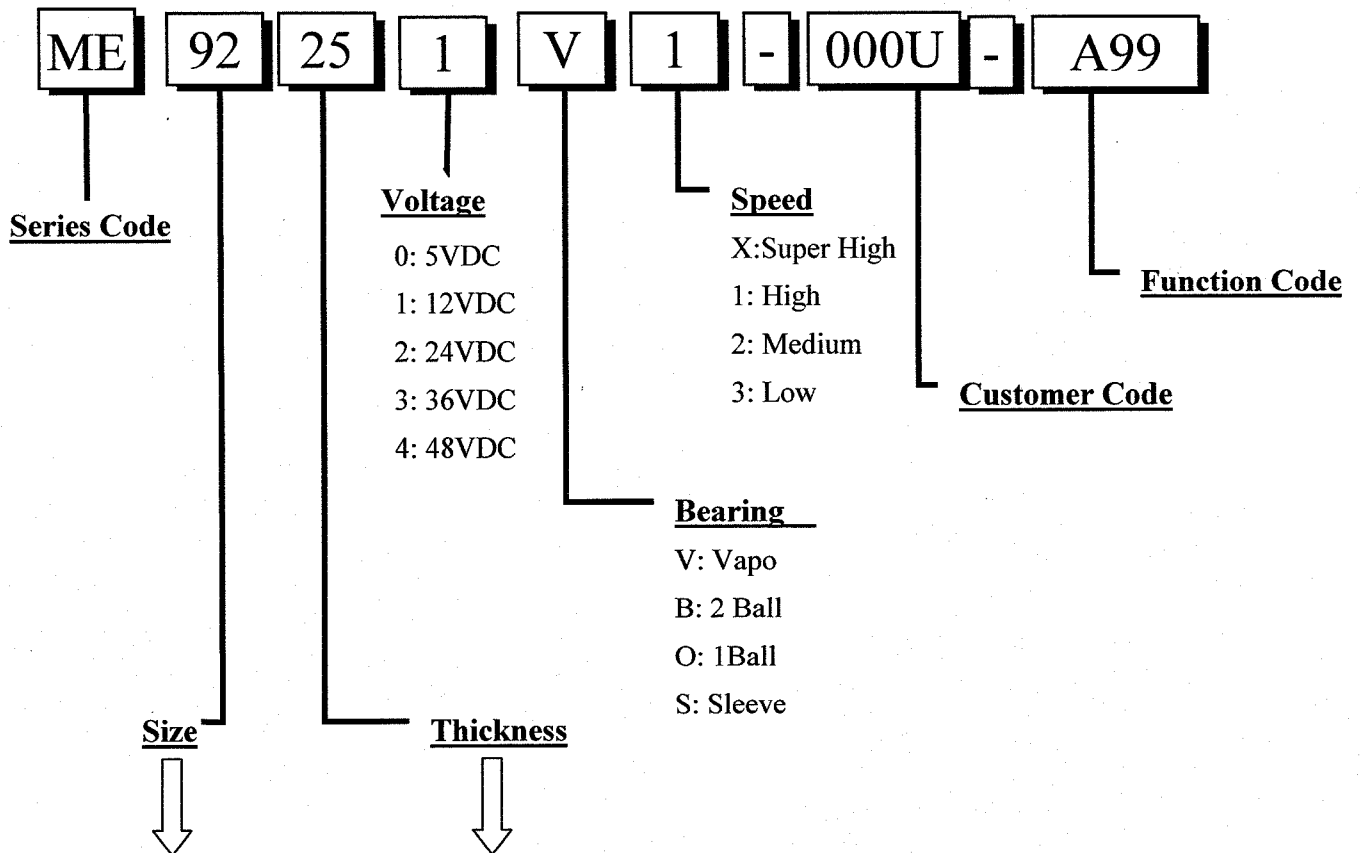 ME 92 25 1 V 1 - 000U - A99
Series Code
Voltage
0: 5VDC
1: 12VDC
2: 24VDC
3: 36VDC
4: 48VDC
Speed
X:Super High
1: High
2: Medium
3: Low
Function Code
Customer Code
Bearing
V: Vapo
B: 2 Ball
O: 1Ball
S: Sleeve
Size
Thickness